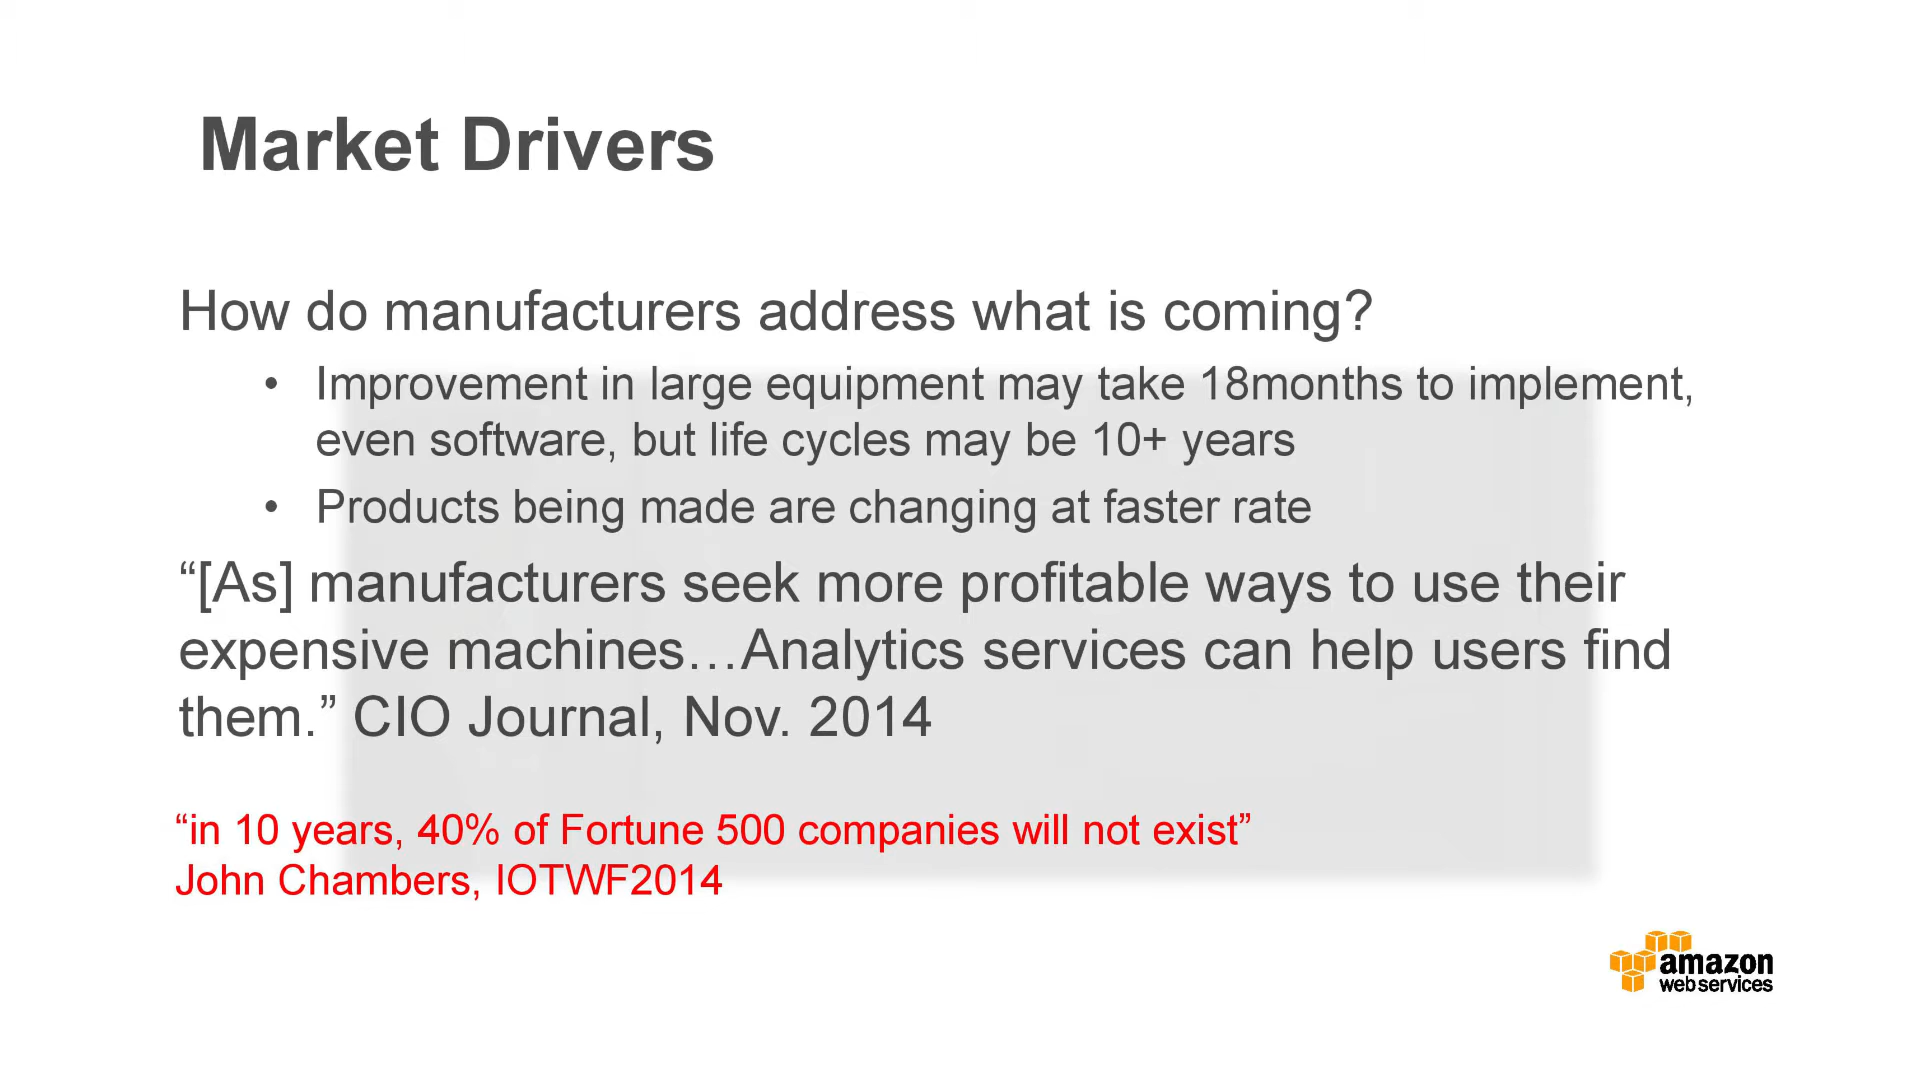 Market Drivers
How do manufacturers address what is coming?
• Improvement in large equipment may take 18months to implement,
even software, but life cycles may be 10+ years
• Products being made are changing at faster rate
“[As] manufacturers seek more profitable ways to use their
expensive machines…Analytics services can help users find
them.” CIO Journal, Nov. 2014
“in 10 years, 40% of Fortune 500 companies will not exist”
John Chambers, IOTWF2014
amazon
webservices